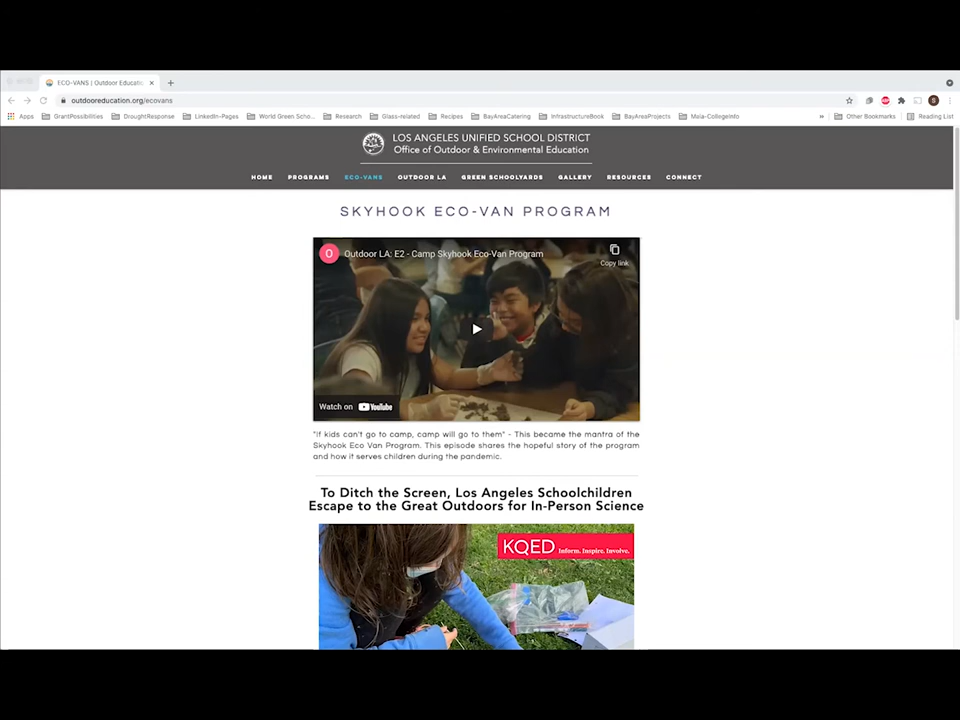 ECO-VANS | Outdoor Educatio
outdooreducation.org/ecovans
Apps GrantPossibilities DroughtResponse LinkedIn-Pages World Green Scho... Research Glass-related Recipes BayAreaCatering InfrastructureBook BayAreaProjects Maia-CollegeInfo » Other Bookmarks Reading List
LOS ANGELES UNIFIED SCHOOL DISTRICT
Office of Outdoor & Environmental Education
HOME PROGRAMS ECO-VANS OUTDOOR LA GREEN SCHOOLYARDS GALLERY RESOURCES CONNECT
SKYHOOK ECO-VAN PROGRAM
O Outdoor LA: E2 - Camp Skyhook Eco-Van Program
Copy link
Watch on YouTube
"If kids can't go to camp, camp will go to them" - This became the mantra of the
Skyhook Eco Van Program. This episode shares the hopeful story of the program
and how it serves children during the pandemic.
To Ditch the Screen, Los Angeles Schoolchildren
Escape to the Great Outdoors for In-Person Science
KQED Inform. Inspire. Involve.